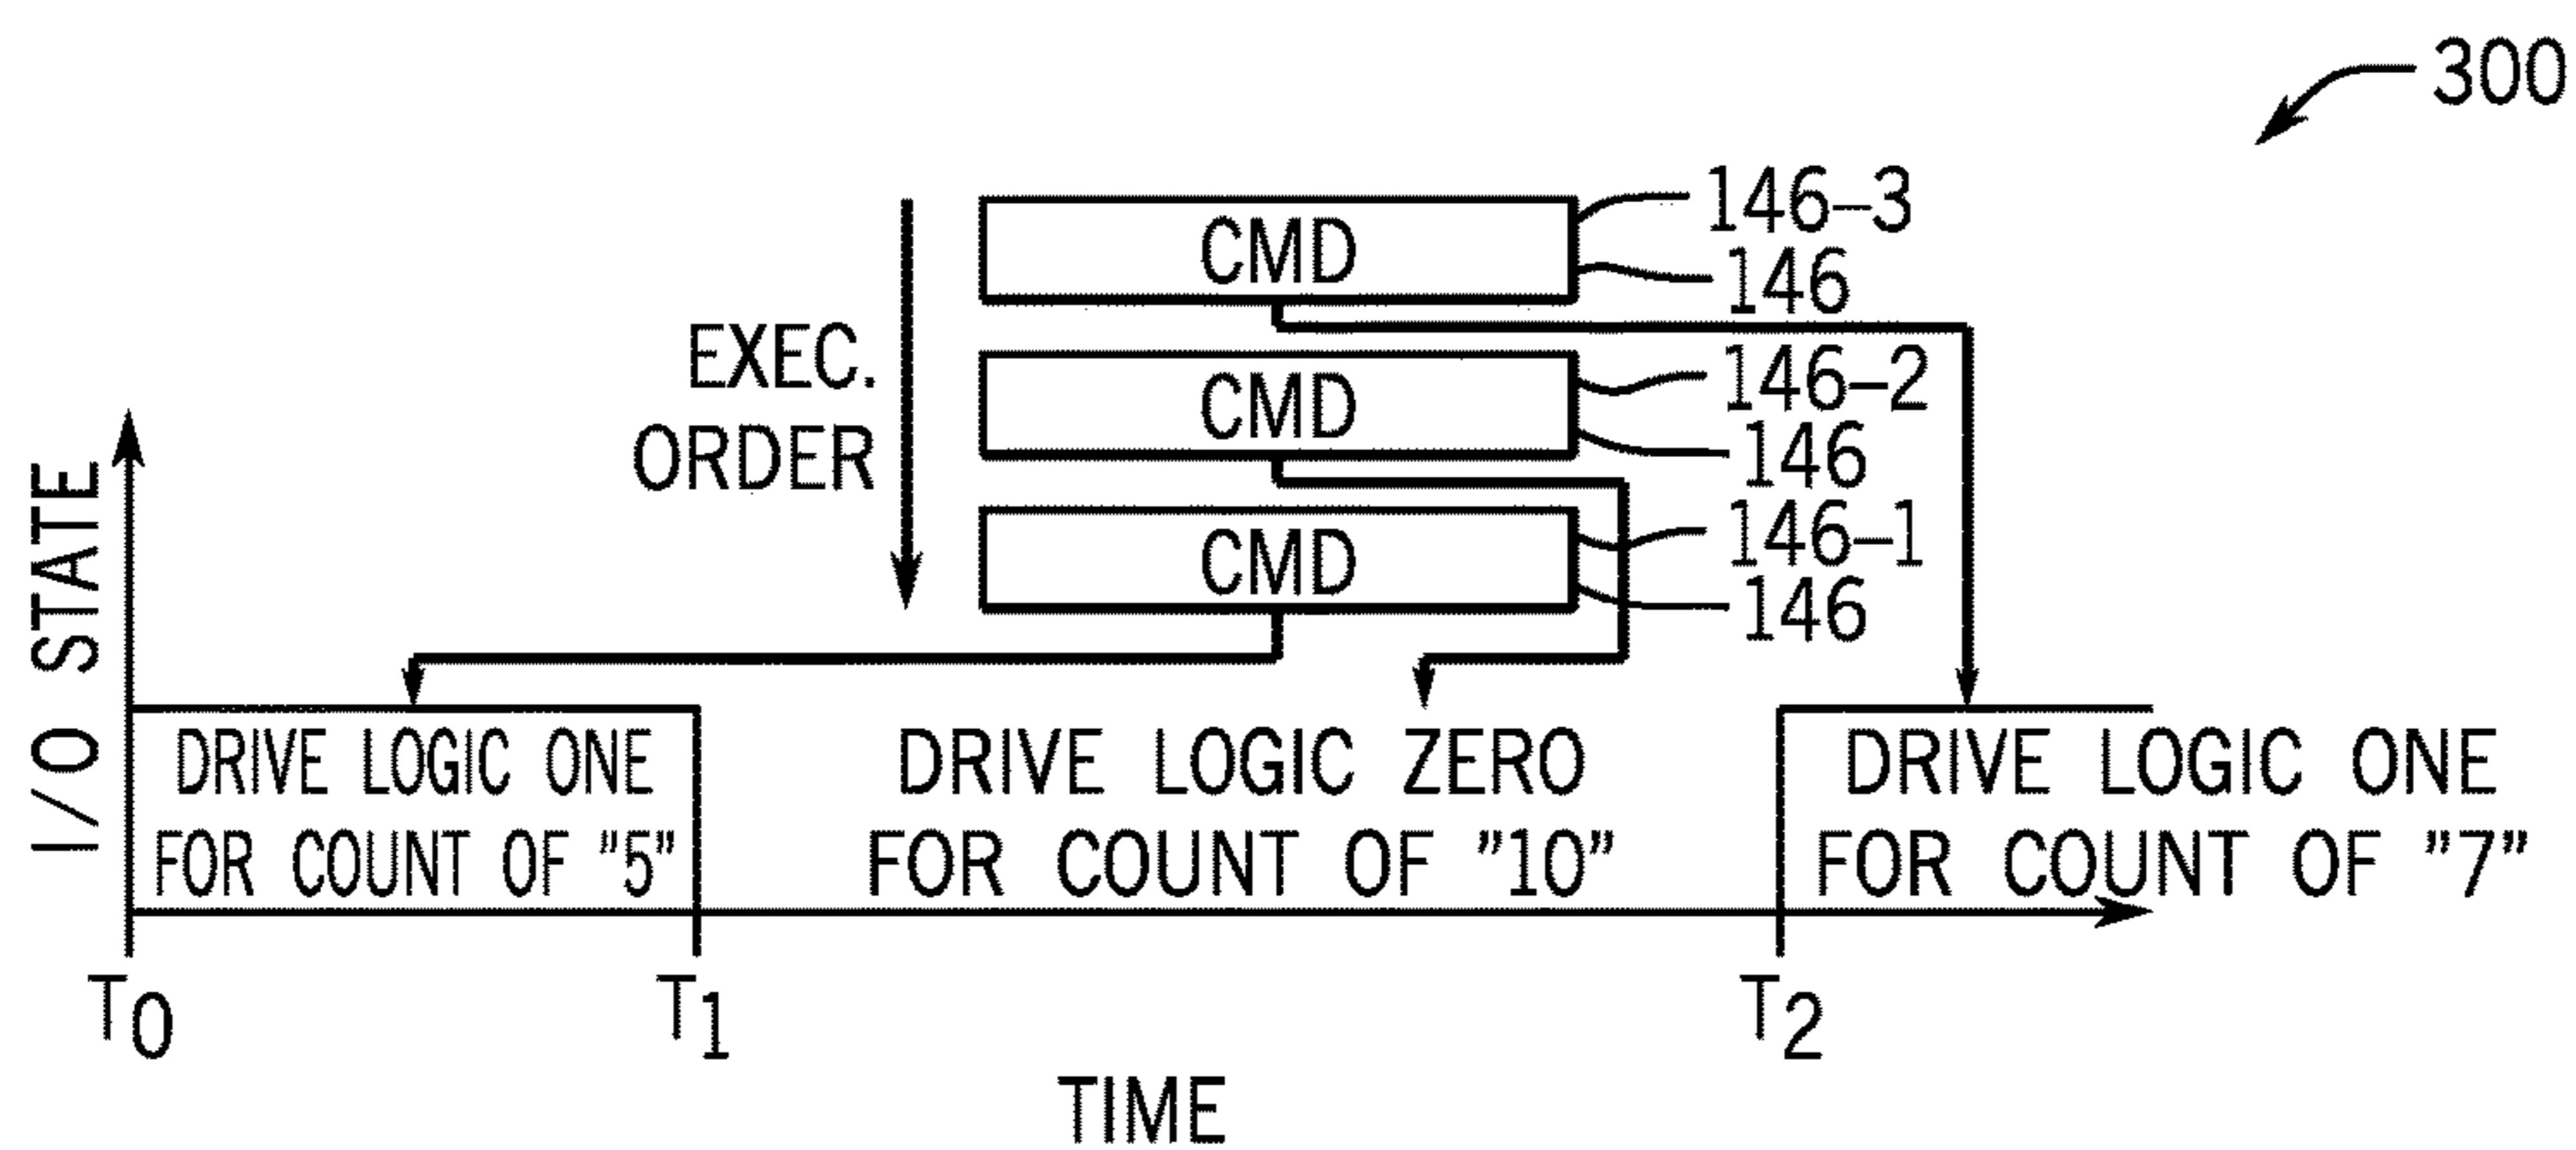 300
CMD
146-3
146
EXEC.
ORDER
CMD
146-2
146
CMD
146-1
146
I/O STATE
DRIVE LOGIC ONE
FOR COUNT OF "5"
DRIVE LOGIC ZERO
FOR COUNT OF "10"
DRIVE LOGIC ONE
FOR COUNT OF "7"
T0
T1
T2
TIME